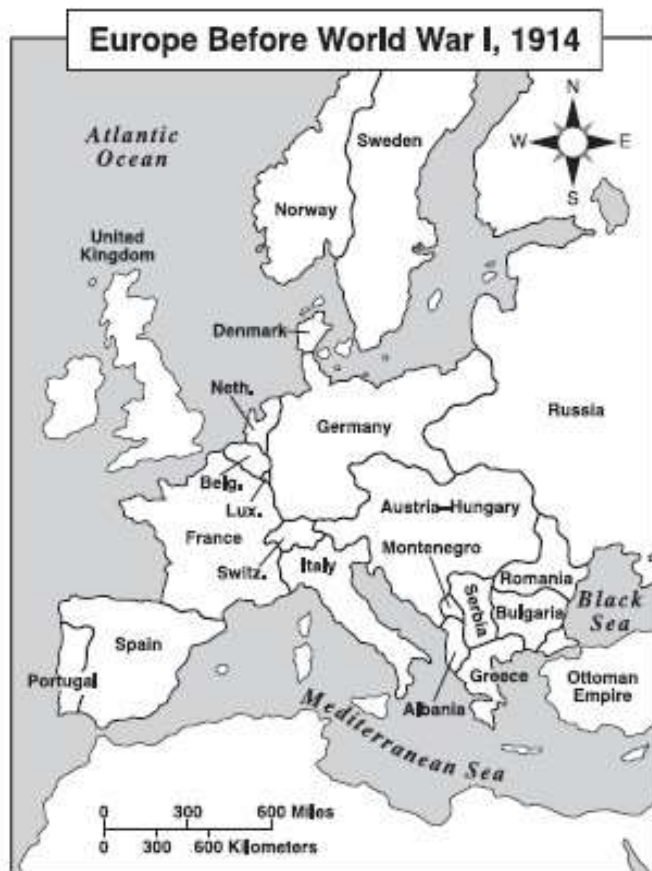 Europe Before World War I, 1914
Atlantic
Ocean
N
W
E
S
Sweden
Norway
United
Kingdom
Denmark
Neth.
Germany
Russia
Belg.
Lux.
Austria–Hungary
France
Montenegro
Switz.
Italy
Romania
Serbia
Bulgaria
Black
Sea
Spain
Portugal
Greece
Ottoman
Empire
Albania
Mediterranean Sea
0 300 600 Miles
0 300 600 Kilometers